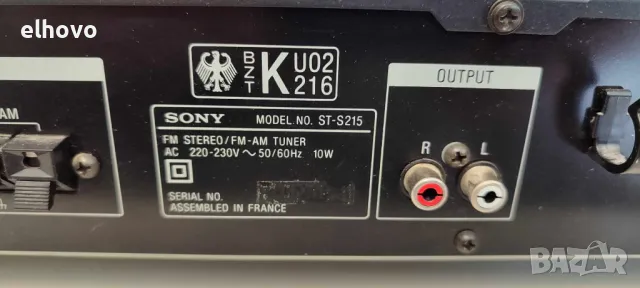 elhovo
BZT K U02 216
AM
OUTPUT
SONY MODEL NO. ST-S215
FM STEREO/FM-AM TUNER
AC 220-230V ~ 50/60Hz 10W
SERIAL NO.
ASSEMBLED IN FRANCE
R L
BAZAR